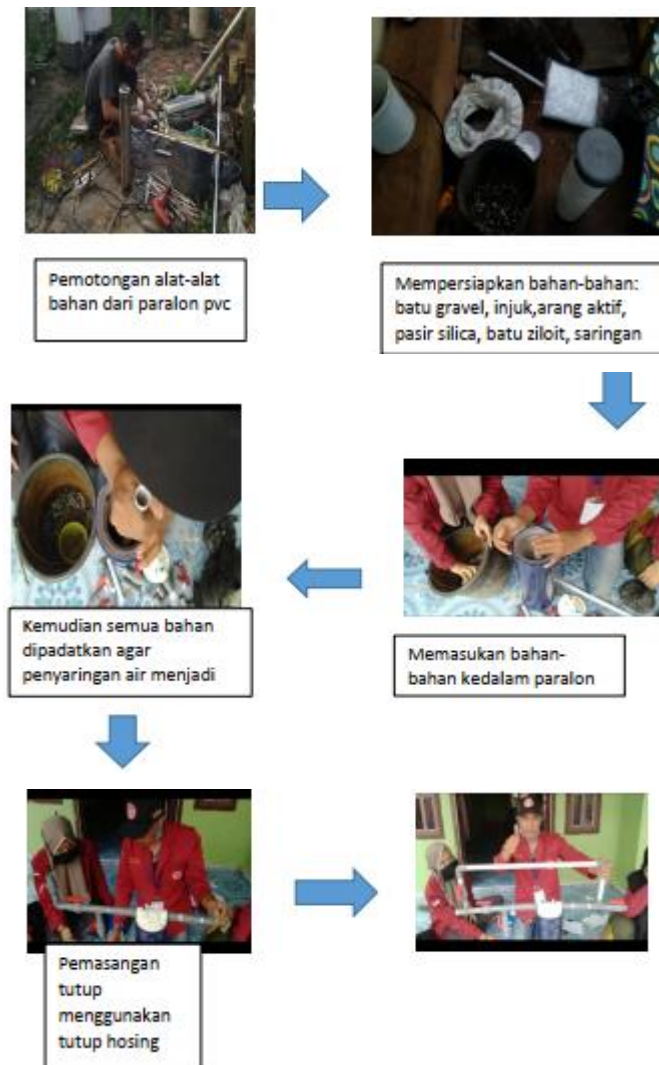 Pemotongan alat-alat
bahan dari paralon pvc
Mempersiapkan bahan-bahan:
batu gravel, injuk,arang aktif,
pasir silica, batu ziloit, saringan
Memasukan bahan-
bahan kedalam paralon
Kemudian semua bahan
dipadatkan agar
penyaringan air menjadi
Pemasangan
tutup
menggunakan
tutup hosing